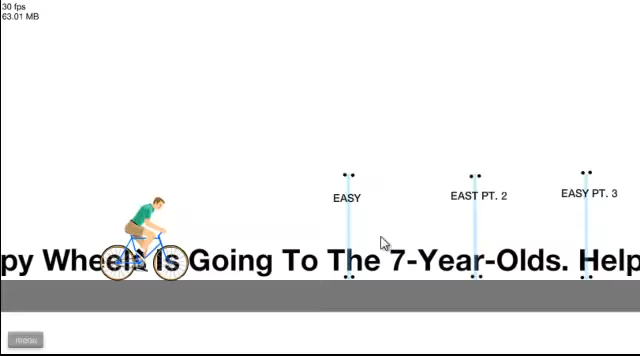 30 fps
63.01 MB
EASY
EAST PT. 2
EASY PT. 3
py Wheels Is Going To The 7-Year-Olds. Help
menu